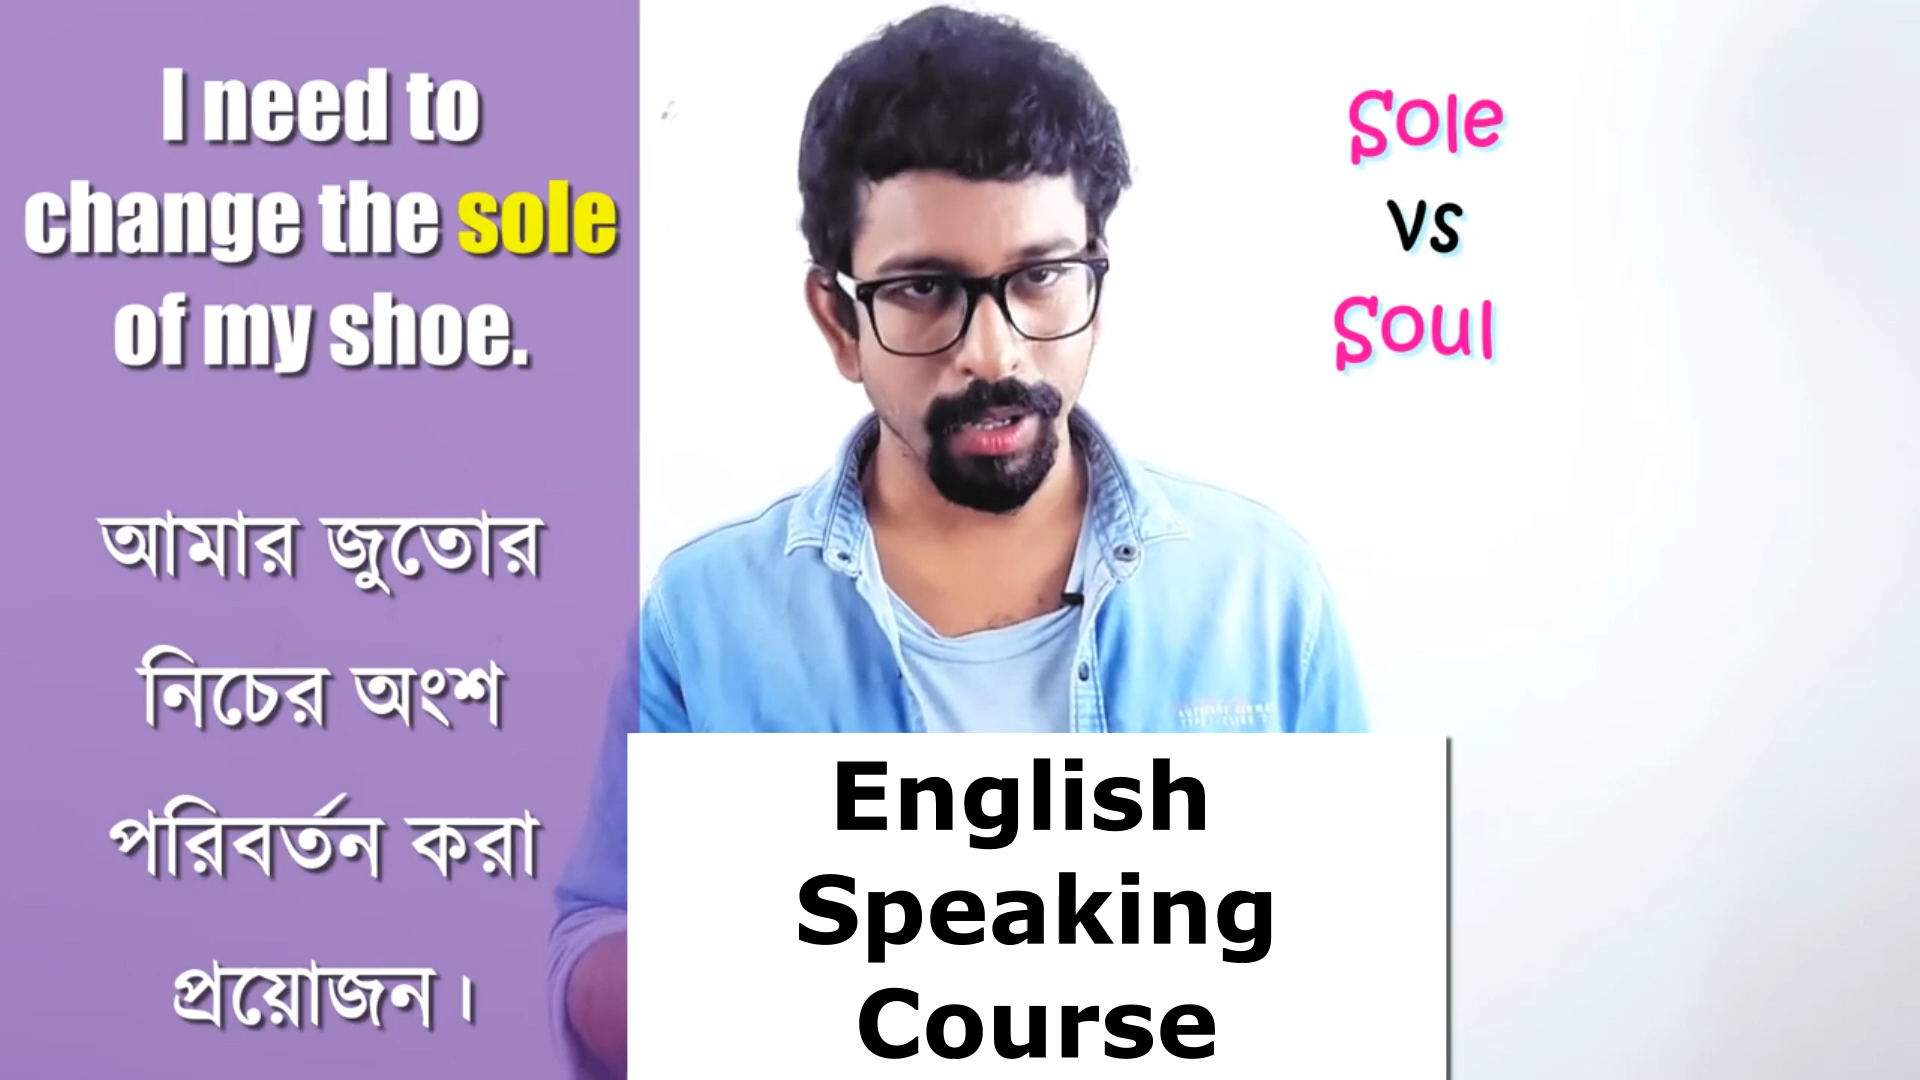 I need to
change the sole
of my shoe.
আমার জুতোর
নিচের অংশ
পরিবর্তন করা
প্রয়োজন।
Sole
vs
Soul
English
Speaking
Course